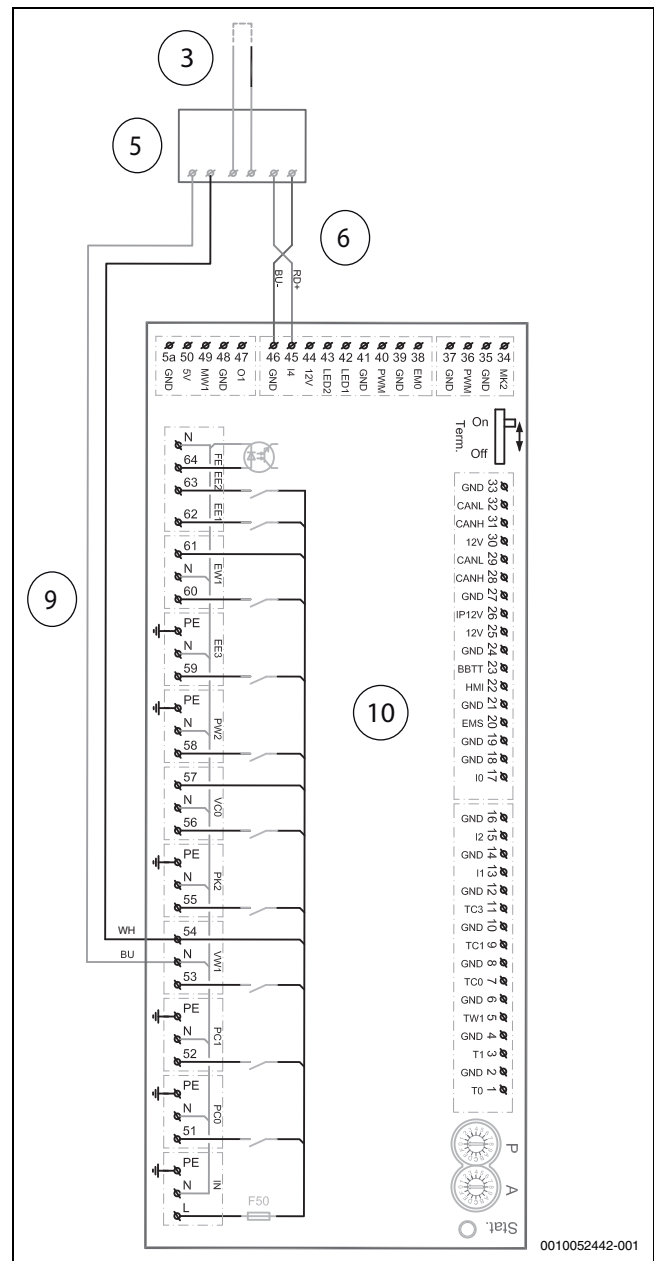 3
5
6
BU-
RD+
5a 50 49 48 47 46 45 44 43 42 41 40 39 38 37 36 35 34
GND 5V MW1 GND O1 GND I4 12V LED2 LED1 GND PWM GND EM0 GND PWM GND MK2
On
Term.
Off
N
64 FE
63 EE2
62 EE1
61
N EW1
60
PE
N EE3
59
PE
N PW2
58
57
N VC0
56
PE
N PK2
55
WH 54
BU N VW1
53
PE
N PC1
52
PE
N PC0
51
PE
N IN
L F50
9
10
GND 33
CANL 32
CANH 31
12V 30
CANL 29
CANH 28
GND 27
IP12V 26
12V 25
GND 24
BBTT 23
HMI 22
GND 21
EMS 20
GND 19
GND 18
I0 17
GND 16
I2 15
GND 14
I1 13
GND 12
TC3 11
GND 10
TC1 9
GND 8
TC0 7
GND 6
TW1 5
GND 4
T1 3
GND 2
T0 1
P
A
Stat.
0010052442-001